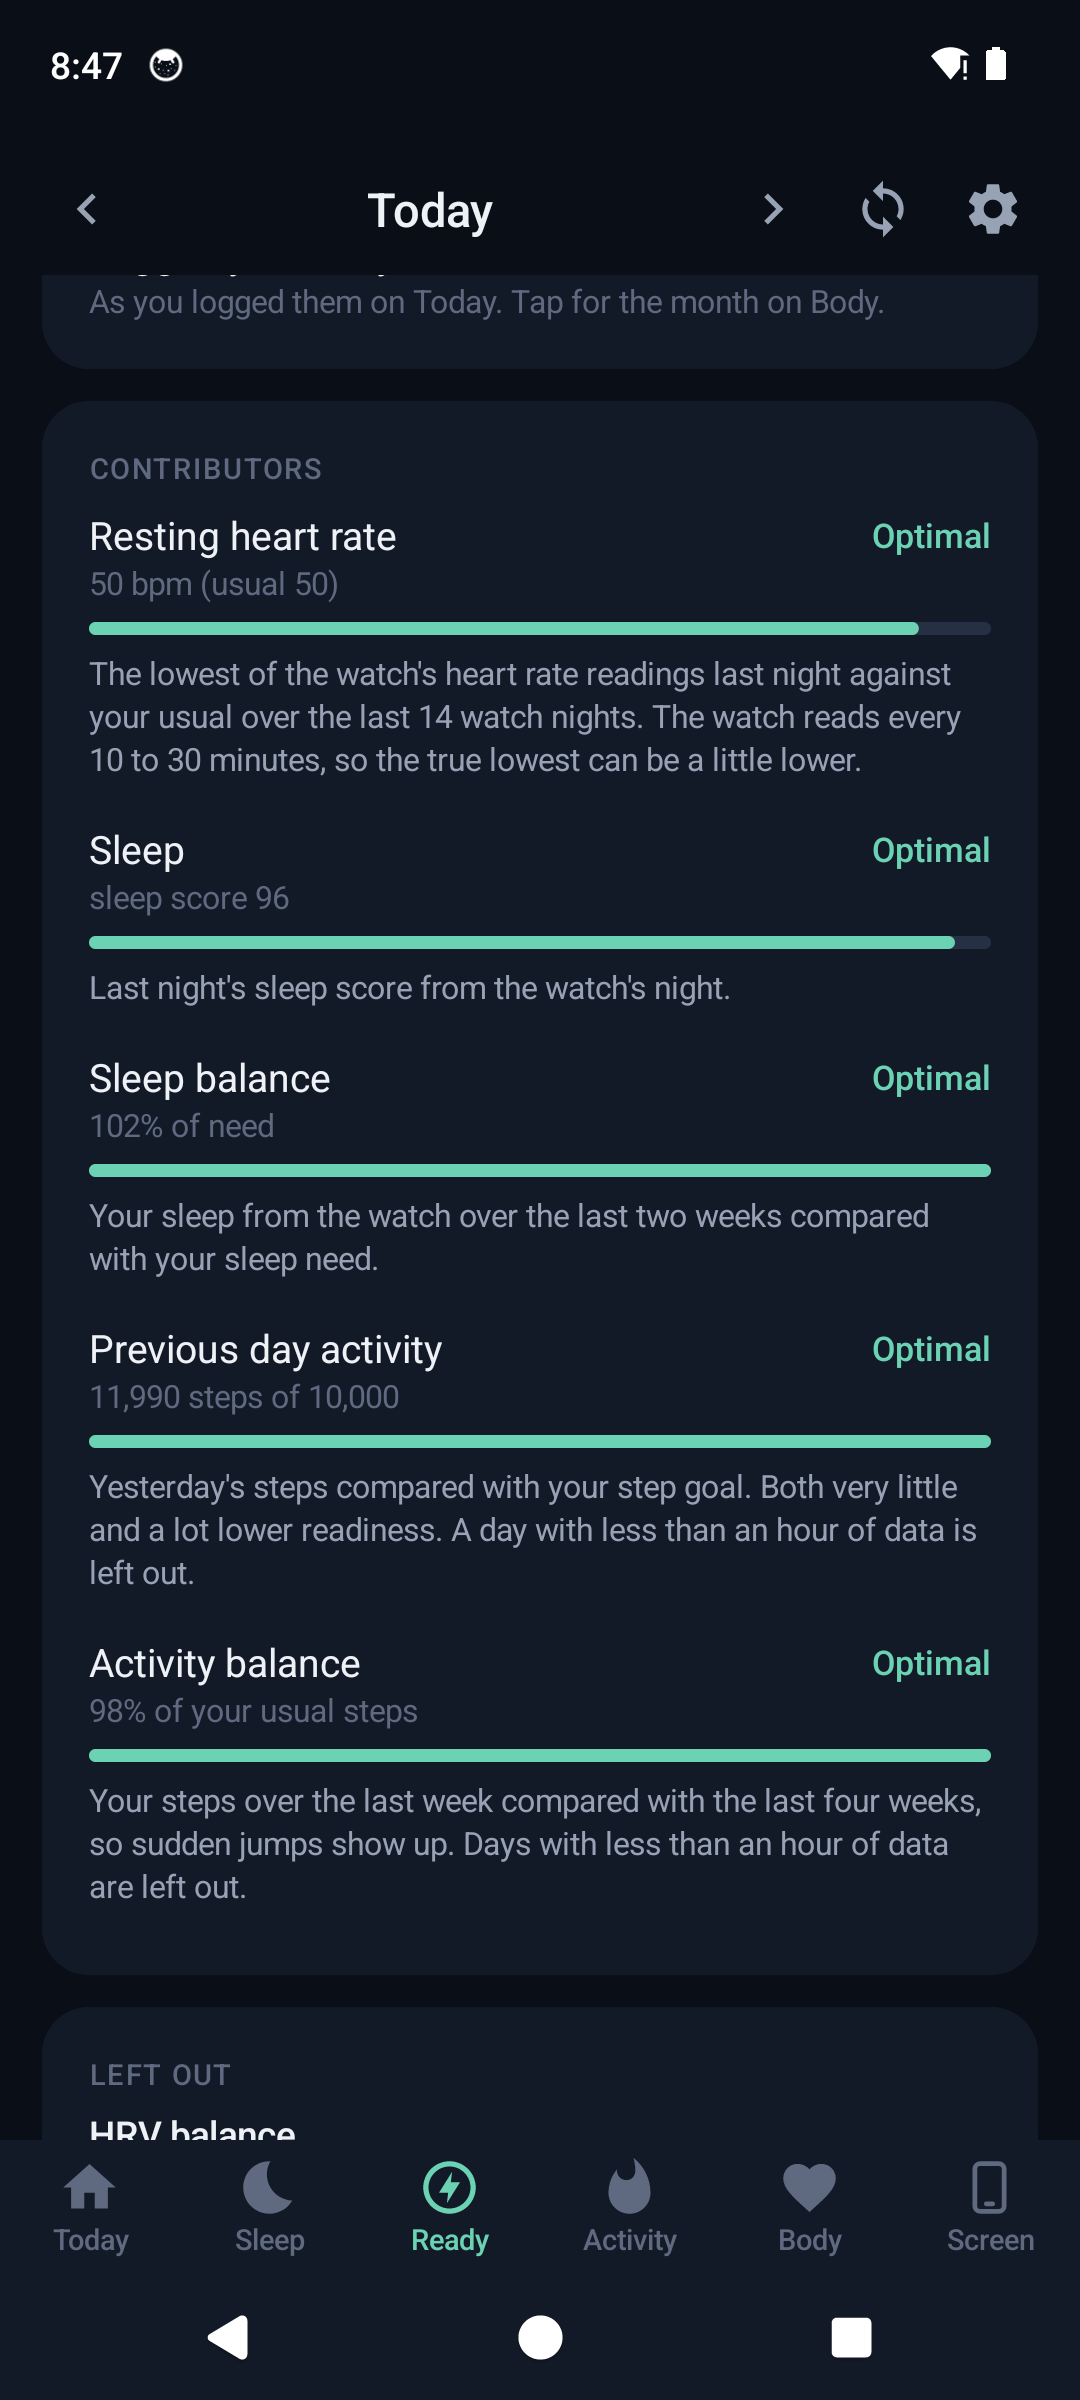 8:47
Today
As you logged them on Today. Tap for the month on Body.
CONTRIBUTORS
Resting heart rate
Optimal
50 bpm (usual 50)
The lowest of the watch's heart rate readings last night against
your usual over the last 14 watch nights. The watch reads every
10 to 30 minutes, so the true lowest can be a little lower.
Sleep
Optimal
sleep score 96
Last night's sleep score from the watch's night.
Sleep balance
Optimal
102% of need
Your sleep from the watch over the last two weeks compared
with your sleep need.
Previous day activity
Optimal
11,990 steps of 10,000
Yesterday's steps compared with your step goal. Both very little
and a lot lower readiness. A day with less than an hour of data is
left out.
Activity balance
Optimal
98% of your usual steps
Your steps over the last week compared with the last four weeks,
so sudden jumps show up. Days with less than an hour of data
are left out.
LEFT OUT
HRV balance
Today
Sleep
Ready
Activity
Body
Screen